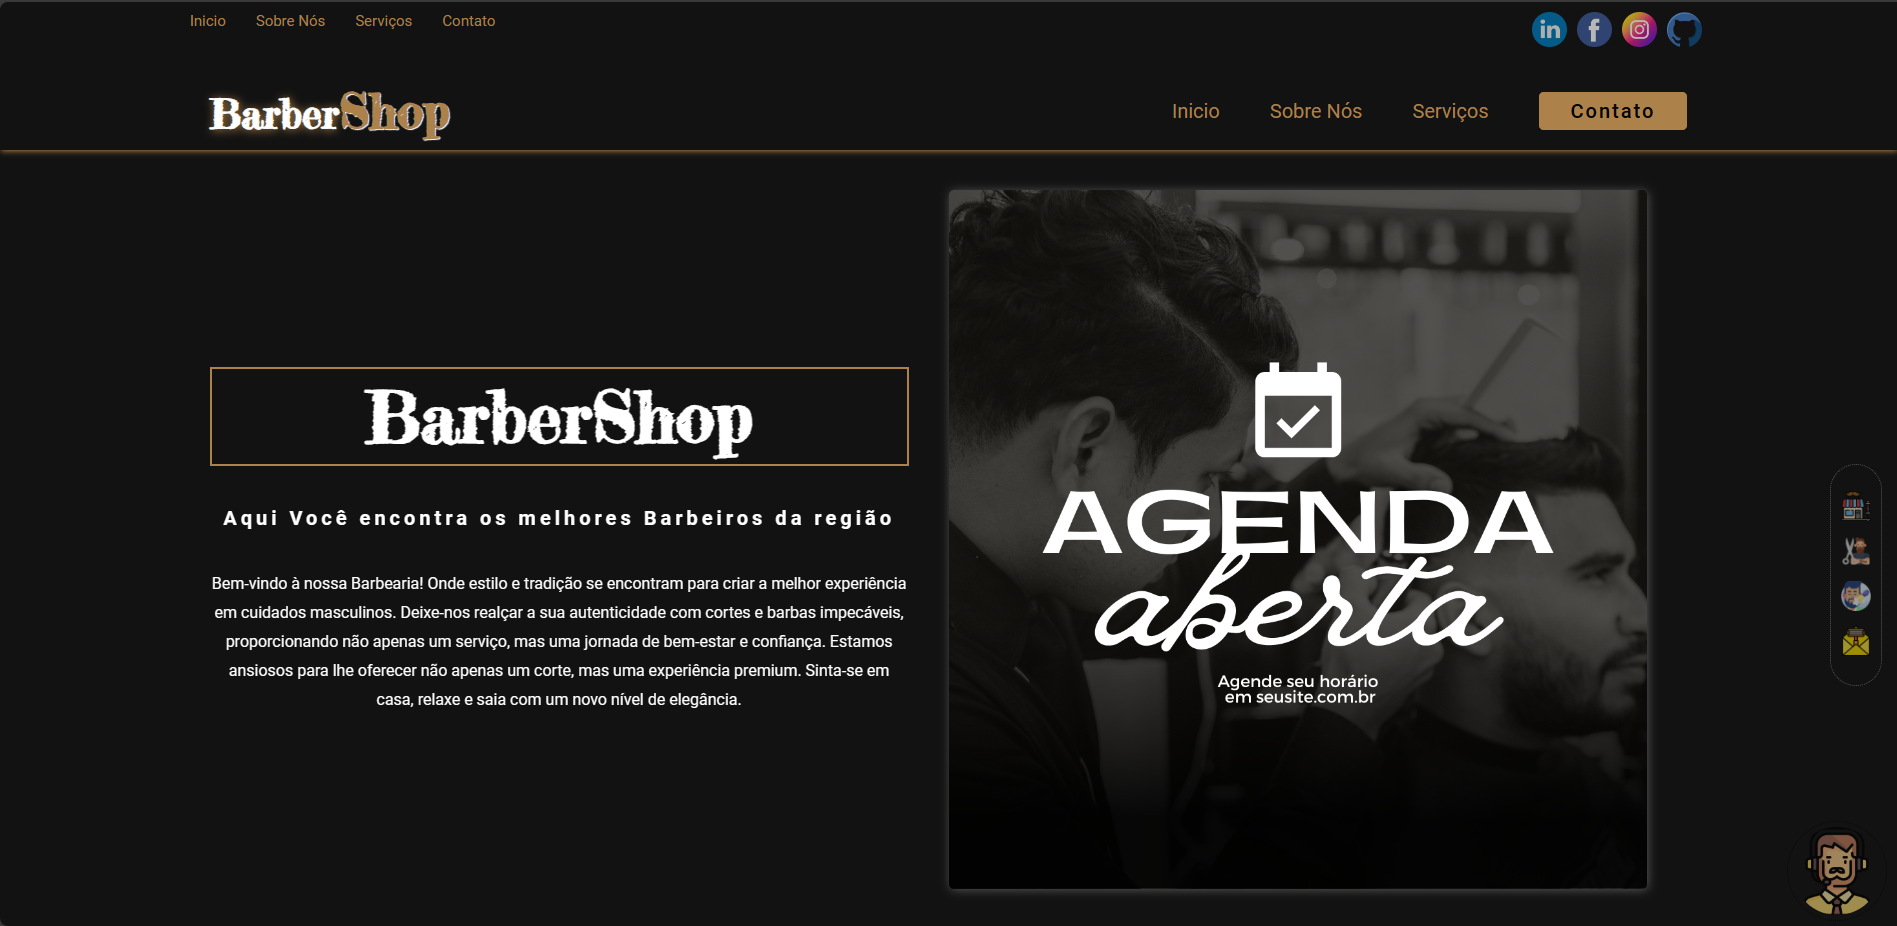 Inicio Sobre Nós Serviços Contato
in f
BarberShop
Inicio Sobre Nós Serviços Contato
BarberShop
Aqui Você encontra os melhores Barbeiros da região
Bem-vindo à nossa Barbearia! Onde estilo e tradição se encontram para criar a melhor experiência
em cuidados masculinos. Deixe-nos realçar a sua autenticidade com cortes e barbas impecáveis,
proporcionando não apenas um serviço, mas uma jornada de bem-estar e confiança. Estamos
ansiosos para lhe oferecer não apenas um corte, mas uma experiência premium. Sinta-se em
casa, relaxe e saia com um novo nível de elegância.
AGENDA
aberta
Agende seu horário
em seusite.com.br